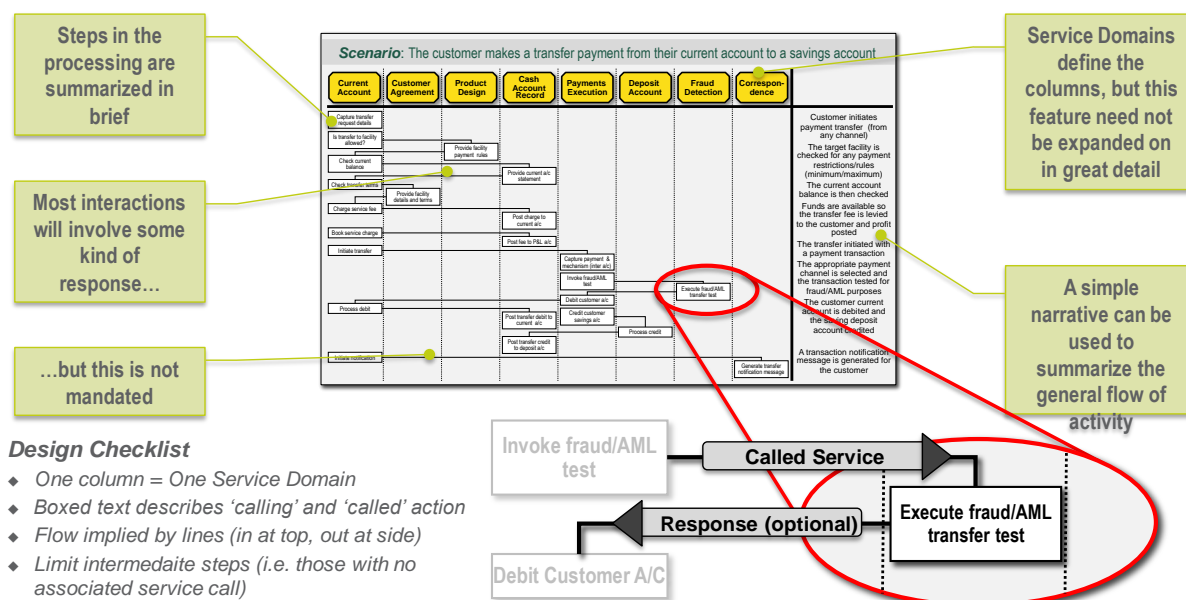 Steps in the
processing are
summarized in
brief
Most interactions
will involve some
kind of
response…
…but this is not
mandated
Scenario: The customer makes a transfer payment from their current account to a savings account
Current
Account
Customer
Agreement
Product
Design
Cash
Account
Record
Payments
Execution
Deposit
Account
Fraud
Detection
Correspon-
dence
Capture transfer
request details
Is transfer to facility
allowed?
Provide facility
payment rules
Check current
balance
Provide current a/c
statement
Check transfer terms
Provide facility
details and terms
Charge service fee
Post charge to
current a/c
Book service charge
Post fee to P&L a/c
Initiate transfer
Capture payment &
mechanism (inter a/c)
Invoke fraud/AML
test
Execute fraud/AML
transfer test
Debit customer a/c
Process debit
Post transfer debit to
current a/c
Credit customer
savings a/c
Process credit
Post transfer credit
to deposit a/c
Initiate notification
Generate transfer
notification message
Customer initiates
payment transfer (from
any channel)
The target facility is
checked for any payment
restrictions/rules
(minimum/maximum)
The current account
balance is then checked
Funds are available so
the transfer fee is levied
to the customer and profit
posted
The transfer initiated with
a payment transaction
The appropriate payment
channel is selected and
the transaction tested for
fraud/AML purposes
The customer current
account is debited and
the saving deposit
account credited
A transaction notification
message is generated for
the customer
Service Domains
define the
columns, but this
feature need not
be expanded on
in great detail
A simple
narrative can be
used to
summarize the
general flow of
activity
Design Checklist
◆ One column = One Service Domain
◆ Boxed text describes ‘calling’ and ‘called’ action
◆ Flow implied by lines (in at top, out at side)
◆ Limit intermedaite steps (i.e. those with no
associated service call)
Invoke fraud/AML
test
Called Service
Response (optional)
Execute fraud/AML
transfer test
Debit Customer A/C